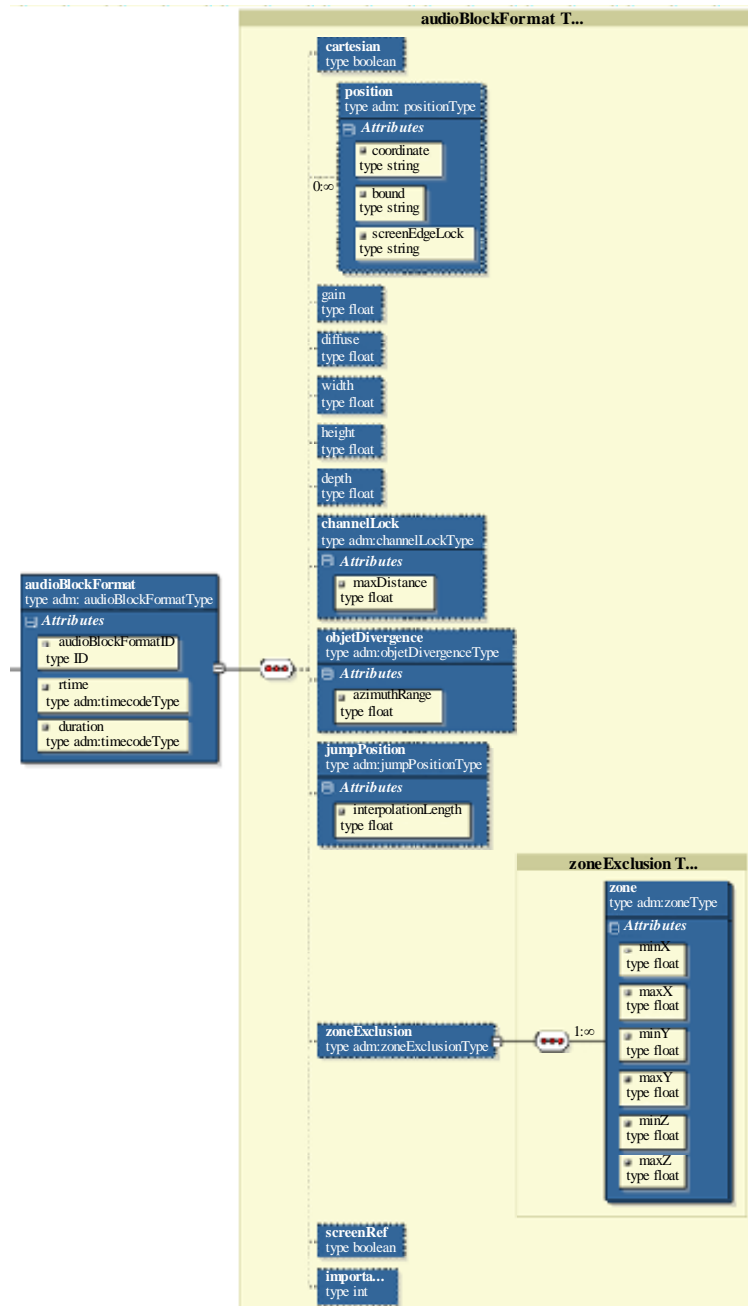 audioBlockFormat T...
cartesian
type boolean
position
type adm: positionType
Attributes
coordinate
type string
bound
type string
screenEdgeLock
type string
0:∞
gain
type float
diffuse
type float
width
type float
height
type float
depth
type float
channelLock
type adm:channelLockType
Attributes
maxDistance
type float
audioBlockFormat
type adm: audioBlockFormatType
Attributes
audioBlockFormatID
type ID
rtime
type adm:timecodeType
duration
type adm:timecodeType
objetDivergence
type adm:objetDivergenceType
Attributes
azimuthRange
type float
jumpPosition
type adm:jumpPositionType
Attributes
interpolationLength
type float
zoneExclusion T...
zone
type adm:zoneType
Attributes
minX
type float
maxX
type float
minY
type float
maxY
type float
minZ
type float
maxZ
type float
zoneExclusion
type adm:zoneExclusionType
1:∞
screenRef
type boolean
importa...
type int